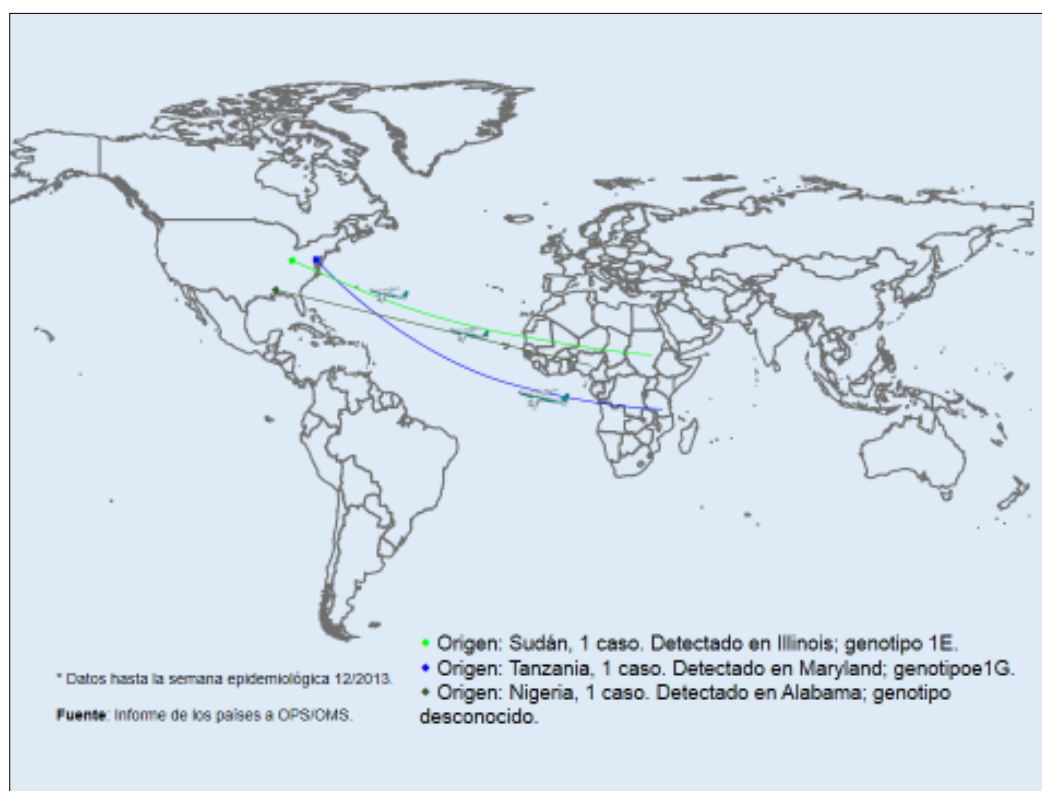 Origen: Sudán, 1 caso. Detectado en Illinois; genotipo 1E.
Origen: Tanzania, 1 caso. Detectado en Maryland; genotipoe1G.
Origen: Nigeria, 1 caso. Detectado en Alabama; genotipo
desconocido.
* Datos hasta la semana epidemiológica 12/2013.
Fuente: Informe de los países a OPS/OMS.